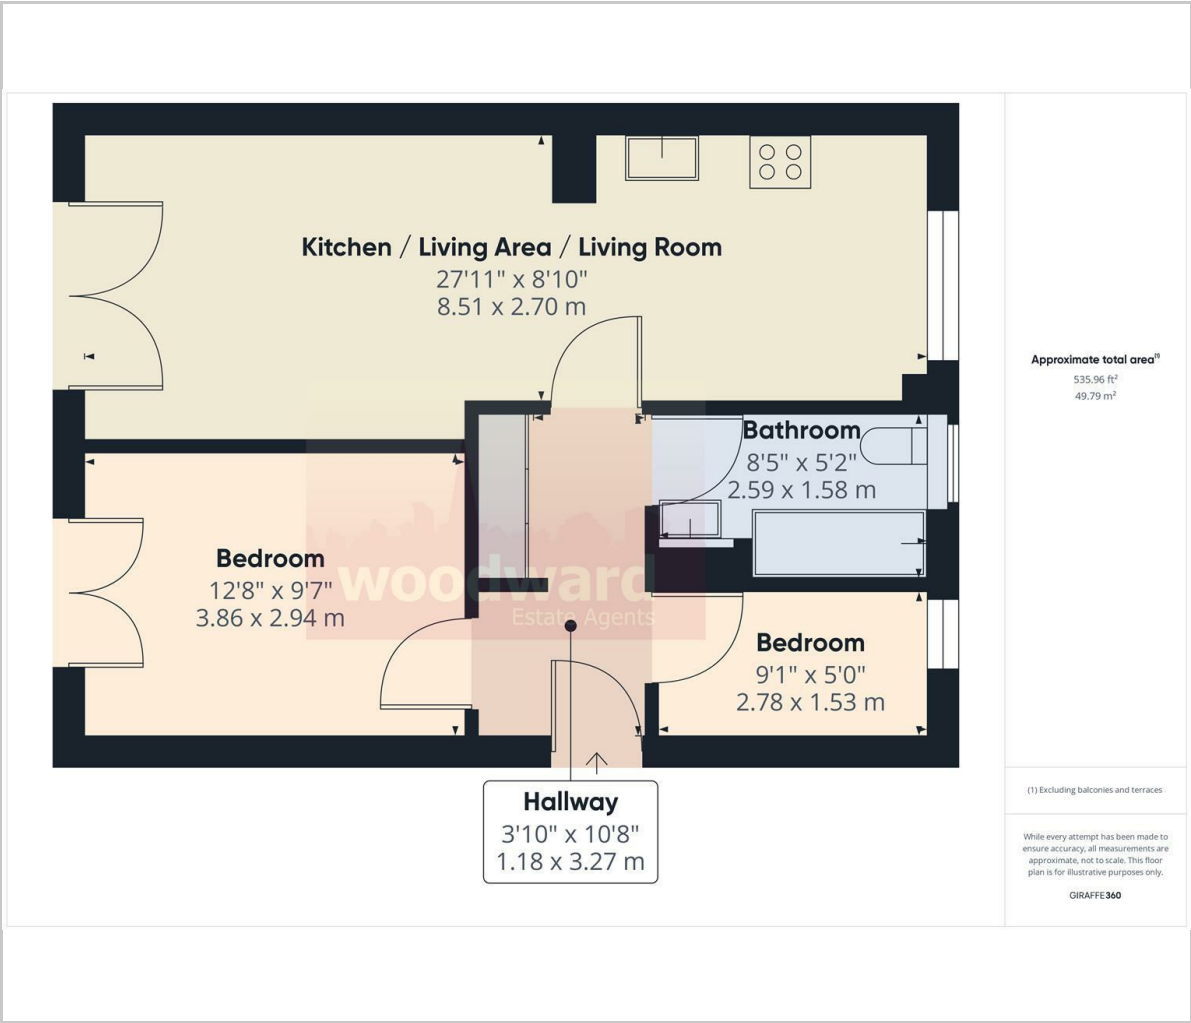 Kitchen / Living Area / Living Room
27'11" x 8'10"
8.51 x 2.70 m
Bathroom
8'5" x 5'2"
2.59 x 1.58 m
Bedroom
12'8" x 9'7"
3.86 x 2.94 m
woodward
Estate Agents
Bedroom
9'1" x 5'0"
2.78 x 1.53 m
Hallway
3'10" x 10'8"
1.18 x 3.27 m
Approximate total area(1)
535.96 ft²
49.79 m²
(1) Excluding balconies and terraces
While every attempt has been made to
ensure accuracy, all measurements are
approximate, not to scale. This floor
plan is for illustrative purposes only.
GIRAFFE360